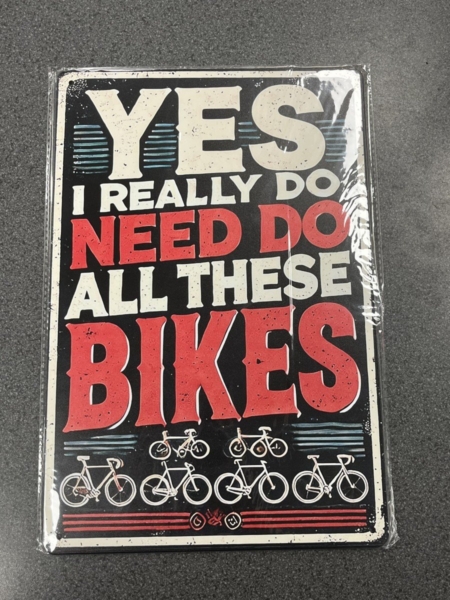 YES
I REALLY DO
NEED DO
ALL THESE
BIKES